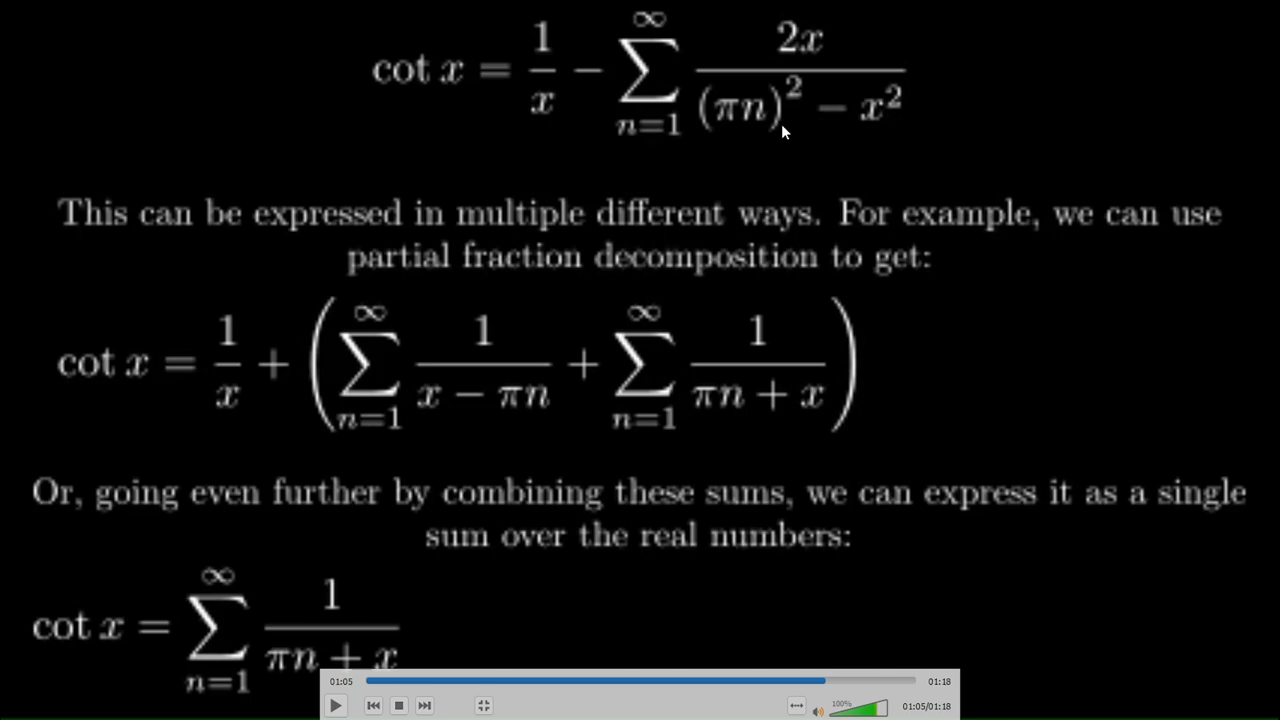 cot x = 1/x − ∑_{n=1}^{∞} 2x/((πn)² − x²)
This can be expressed in multiple different ways. For example, we can use
partial fraction decomposition to get:
cot x = 1/x + (∑_{n=1}^{∞} 1/(x − πn) + ∑_{n=1}^{∞} 1/(πn + x))
Or, going even further by combining these sums, we can express it as a single
sum over the real numbers:
cot x = ∑_{n=1}^{∞} 1/(πn + x)
01:05 01:18
100% 01:05/01:18